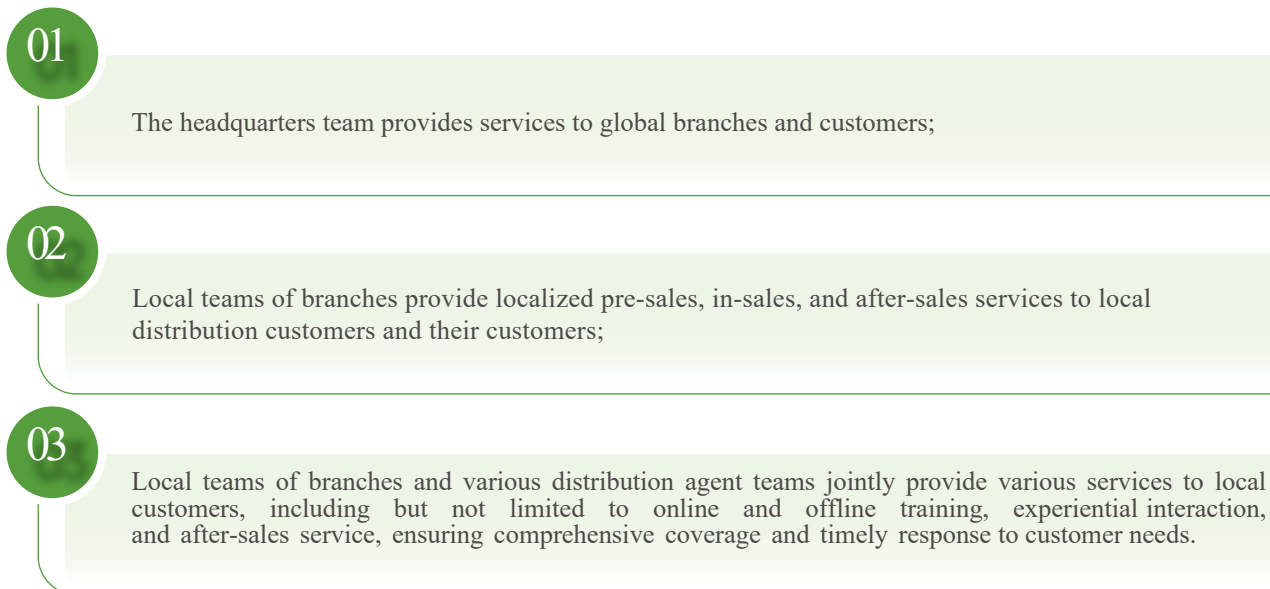 01
The headquarters team provides services to global branches and customers;
02
Local teams of branches provide localized pre-sales, in-sales, and after-sales services to local
distribution customers and their customers;
03
Local teams of branches and various distribution agent teams jointly provide various services to local
customers, including but not limited to online and offline training, experiential interaction,
and after-sales service, ensuring comprehensive coverage and timely response to customer needs.